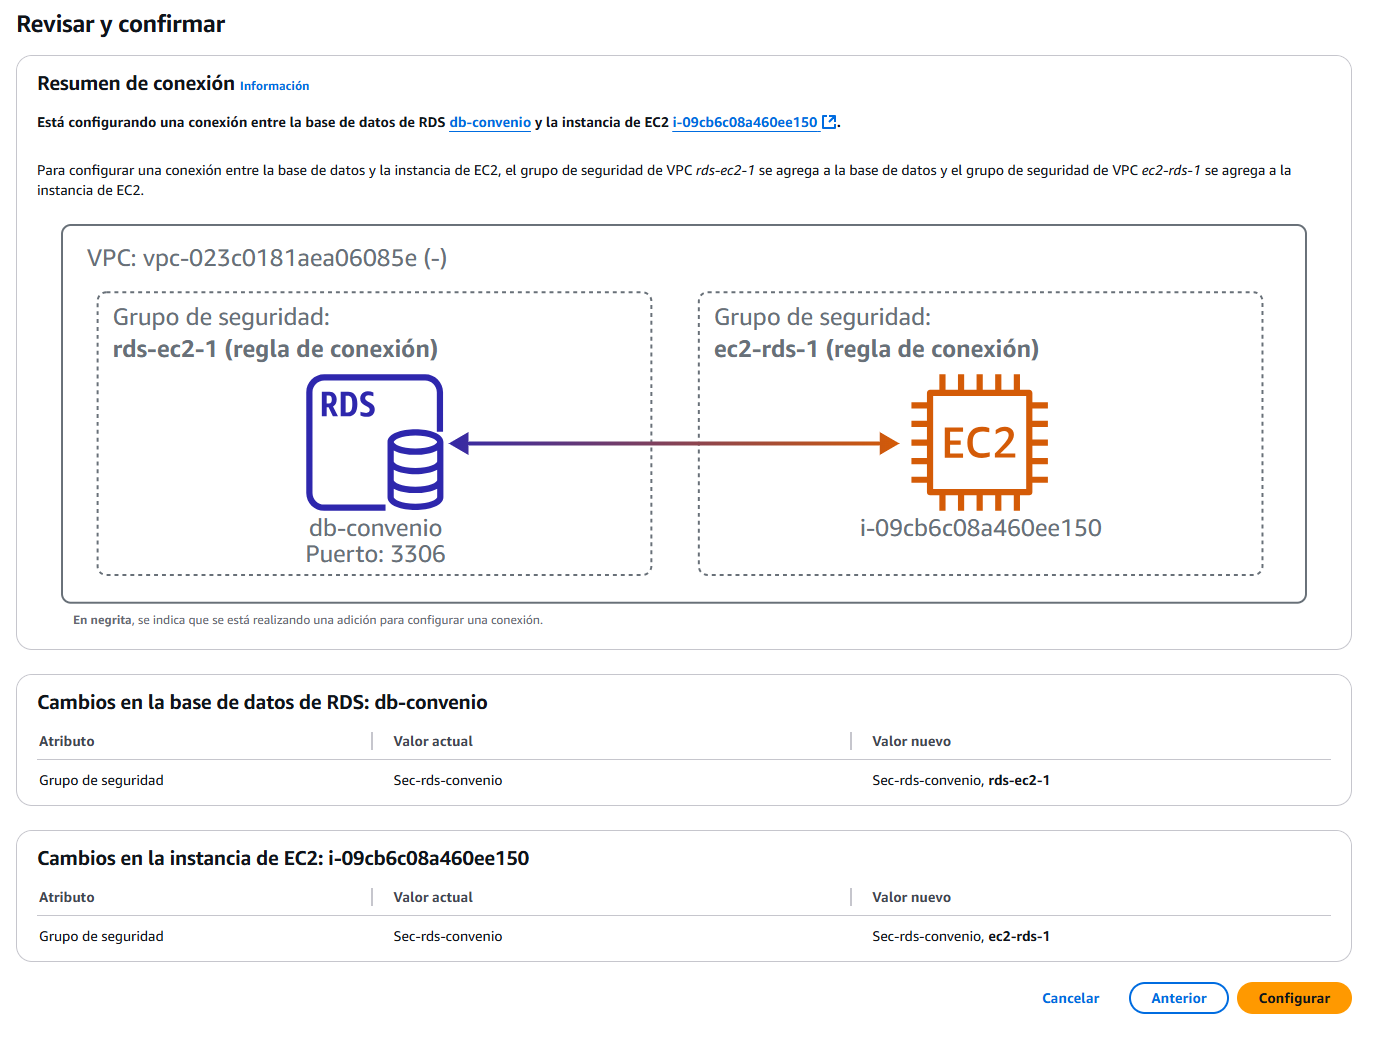 Revisar y confirmar
Resumen de conexión Información
Está configurando una conexión entre la base de datos de RDS db-convenio y la instancia de EC2 i-09cb6c08a460ee150.
Para configurar una conexión entre la base de datos y la instancia de EC2, el grupo de seguridad de VPC rds-ec2-1 se agrega a la base de datos y el grupo de seguridad de VPC ec2-rds-1 se agrega a la
instancia de EC2.
VPC: vpc-023c0181aea06085e (-)
Grupo de seguridad:
rds-ec2-1 (regla de conexión)
RDS
db-convenio
Puerto: 3306
Grupo de seguridad:
ec2-rds-1 (regla de conexión)
EC2
i-09cb6c08a460ee150
En negrita, se indica que se está realizando una adición para configurar una conexión.
Cambios en la base de datos de RDS: db-convenio
Atributo Valor actual Valor nuevo
Grupo de seguridad Sec-rds-convenio Sec-rds-convenio, rds-ec2-1
Cambios en la instancia de EC2: i-09cb6c08a460ee150
Atributo Valor actual Valor nuevo
Grupo de seguridad Sec-rds-convenio Sec-rds-convenio, ec2-rds-1
Cancelar Anterior Configurar